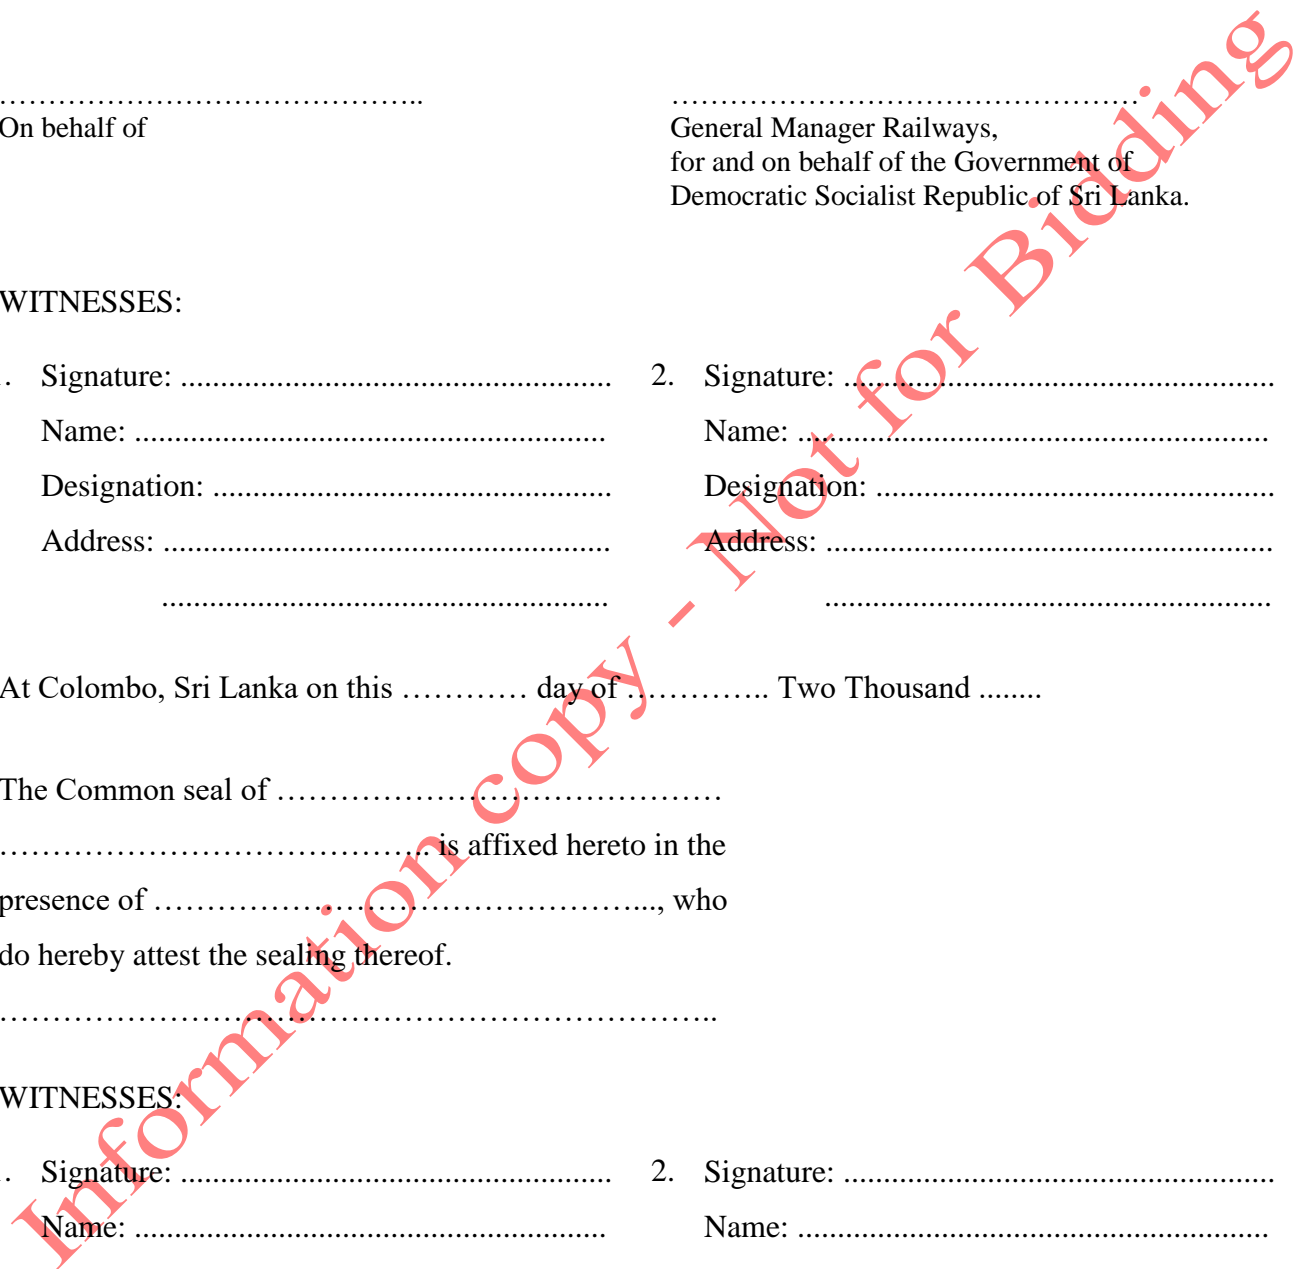 ……………………………………..
On behalf of
…………………………………………
General Manager Railways,
for and on behalf of the Government of
Democratic Socialist Republic of Sri Lanka.
WITNESSES:
. Signature: ......................................................
Name: ...........................................................
Designation: ..................................................
Address: ........................................................
........................................................
2. Signature: ......................................................
Name: ...........................................................
Designation: ..................................................
Address: ........................................................
........................................................
At Colombo, Sri Lanka on this ………… day of ………….. Two Thousand ........
The Common seal of ……………………………………
………………………………….. is affixed hereto in the
presence of ………………………………………..., who
do hereby attest the sealing thereof.
…………………………………………………………..
WITNESSES:
. Signature: ......................................................
Name: ...........................................................
2. Signature: ......................................................
Name: ...........................................................
Information copy - Not for Bidding